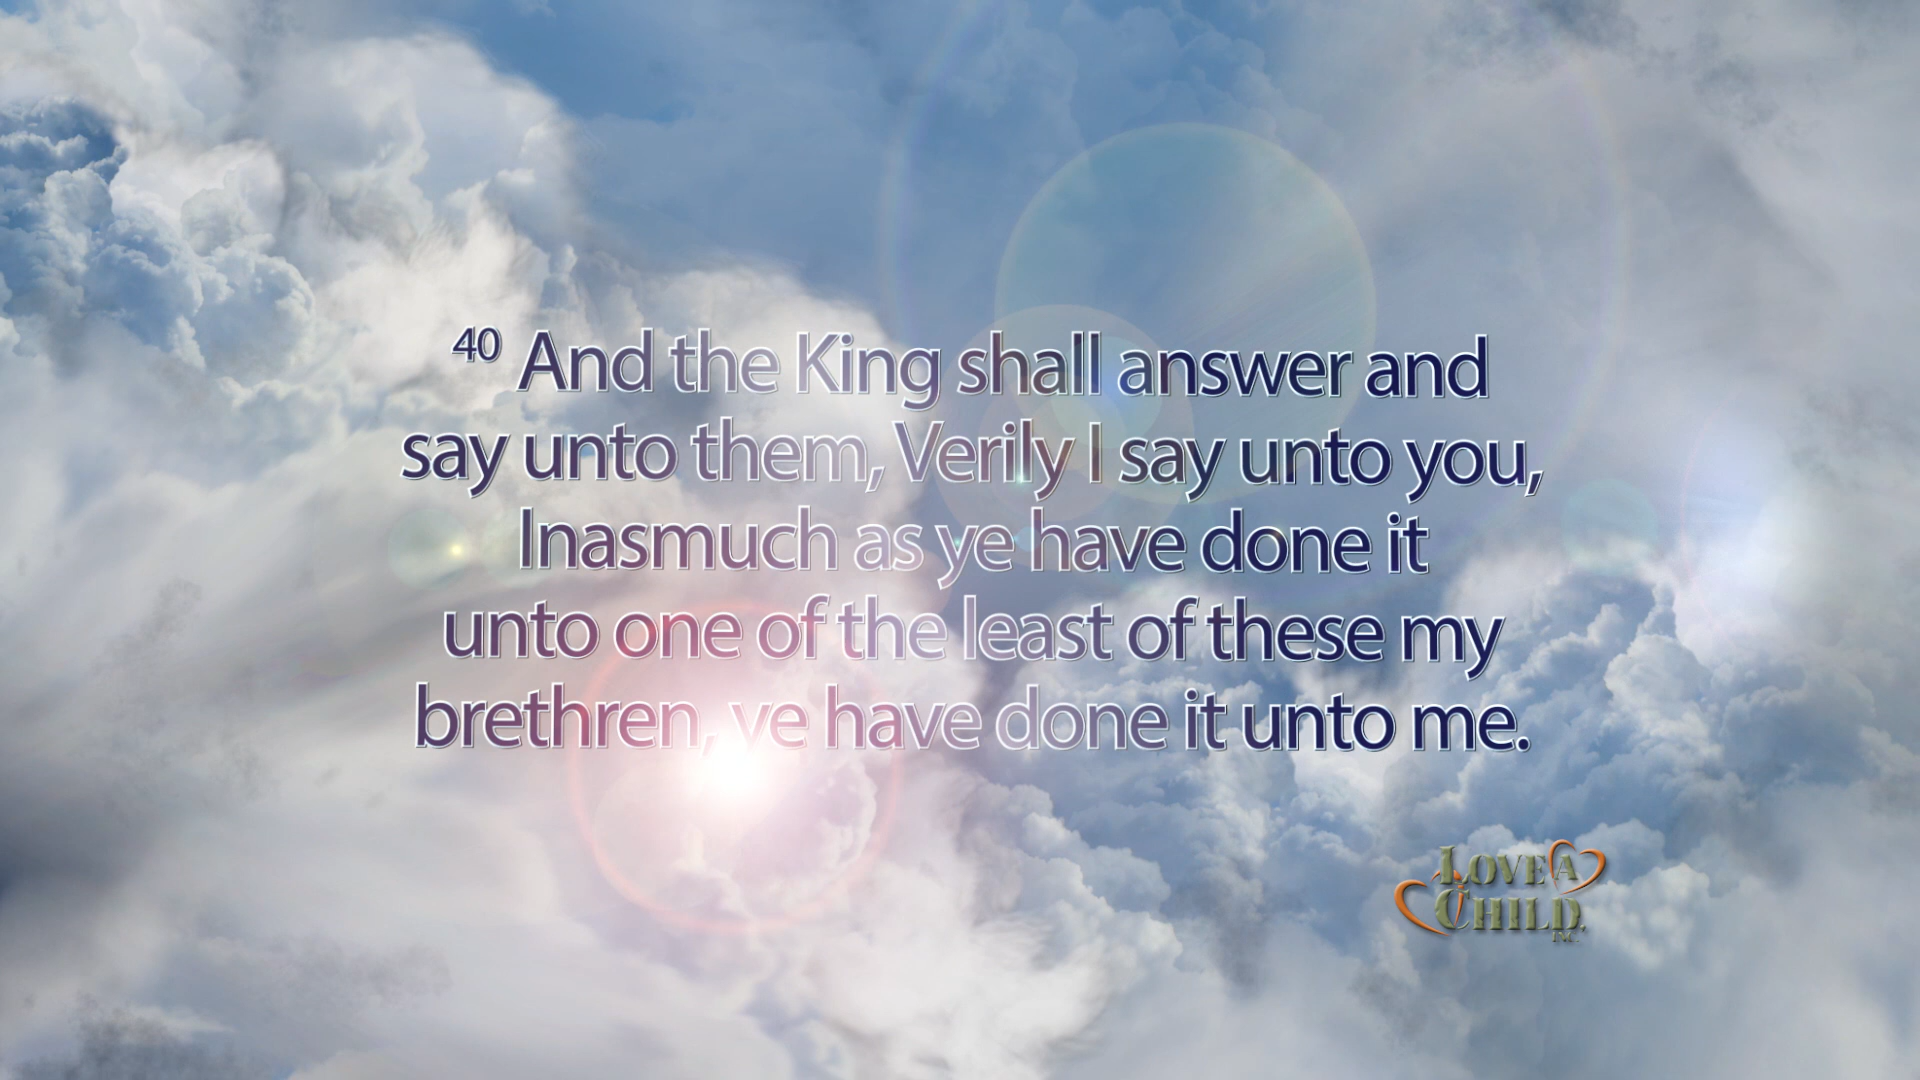 40 And the King shall answer and
say unto them, Verily I say unto you,
Inasmuch as ye have done it
unto one of the least of these my
brethren, ye have done it unto me.
LOVE A
CHILD.
INC.